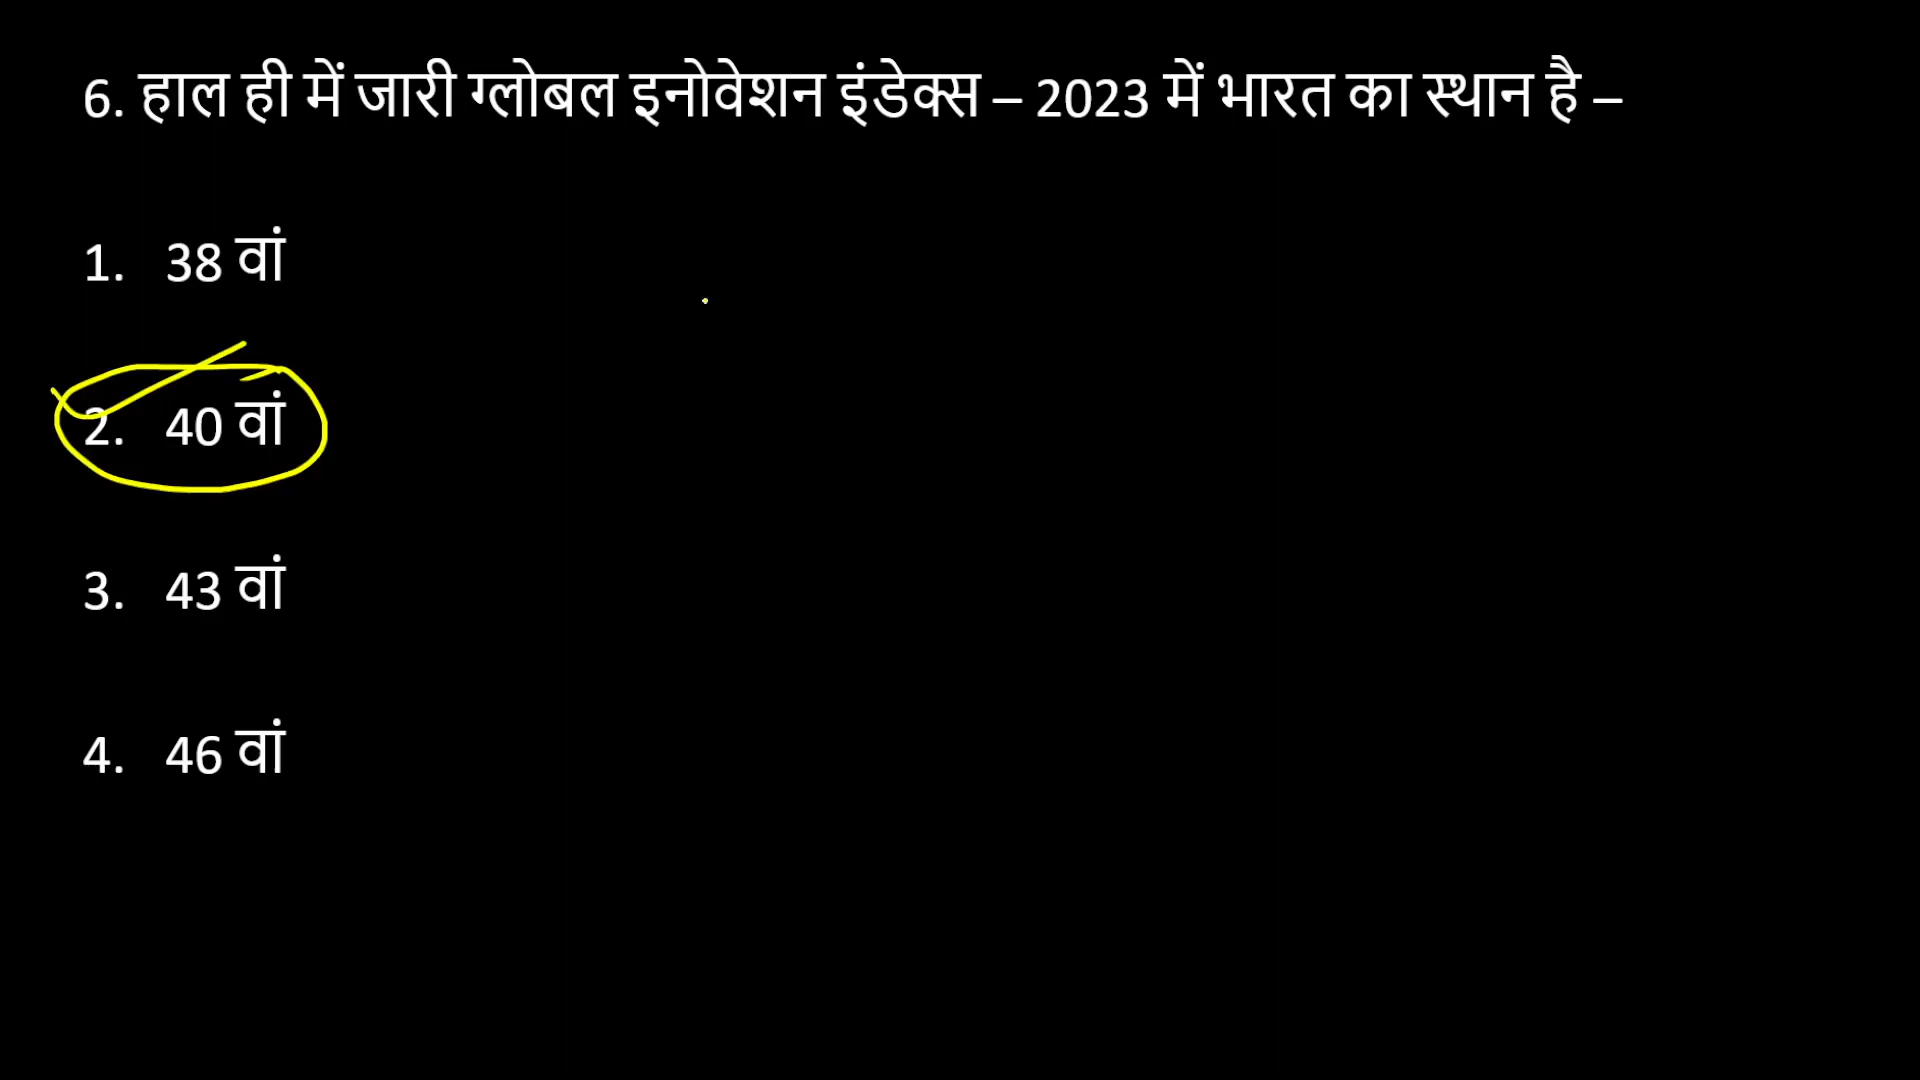 6. हाल ही में जारी ग्लोबल इनोवेशन इंडेक्स – 2023 में भारत का स्थान है –
1. 38 वां
2. 40 वां
3. 43 वां
4. 46 वां